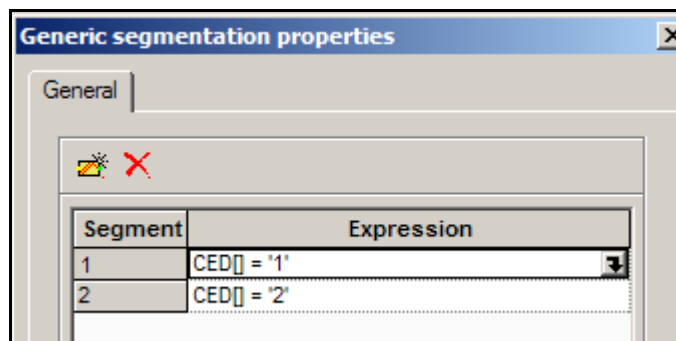 Generic segmentation properties
General
Segment Expression
1 CED[] = '1'
2 CED[] = '2'